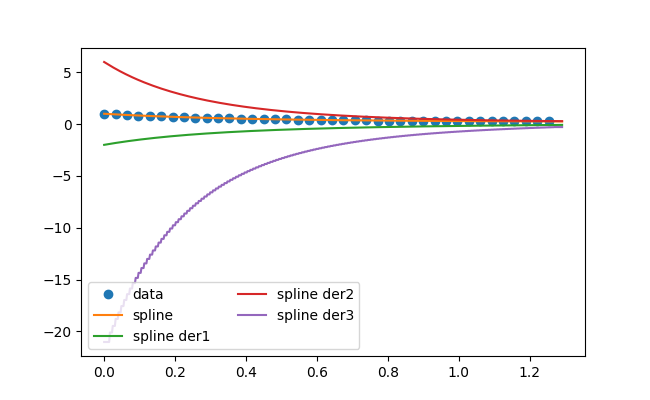 5
0
−5
−10
−15
−20
data
spline
spline der1
spline der2
spline der3
0.0 0.2 0.4 0.6 0.8 1.0 1.2